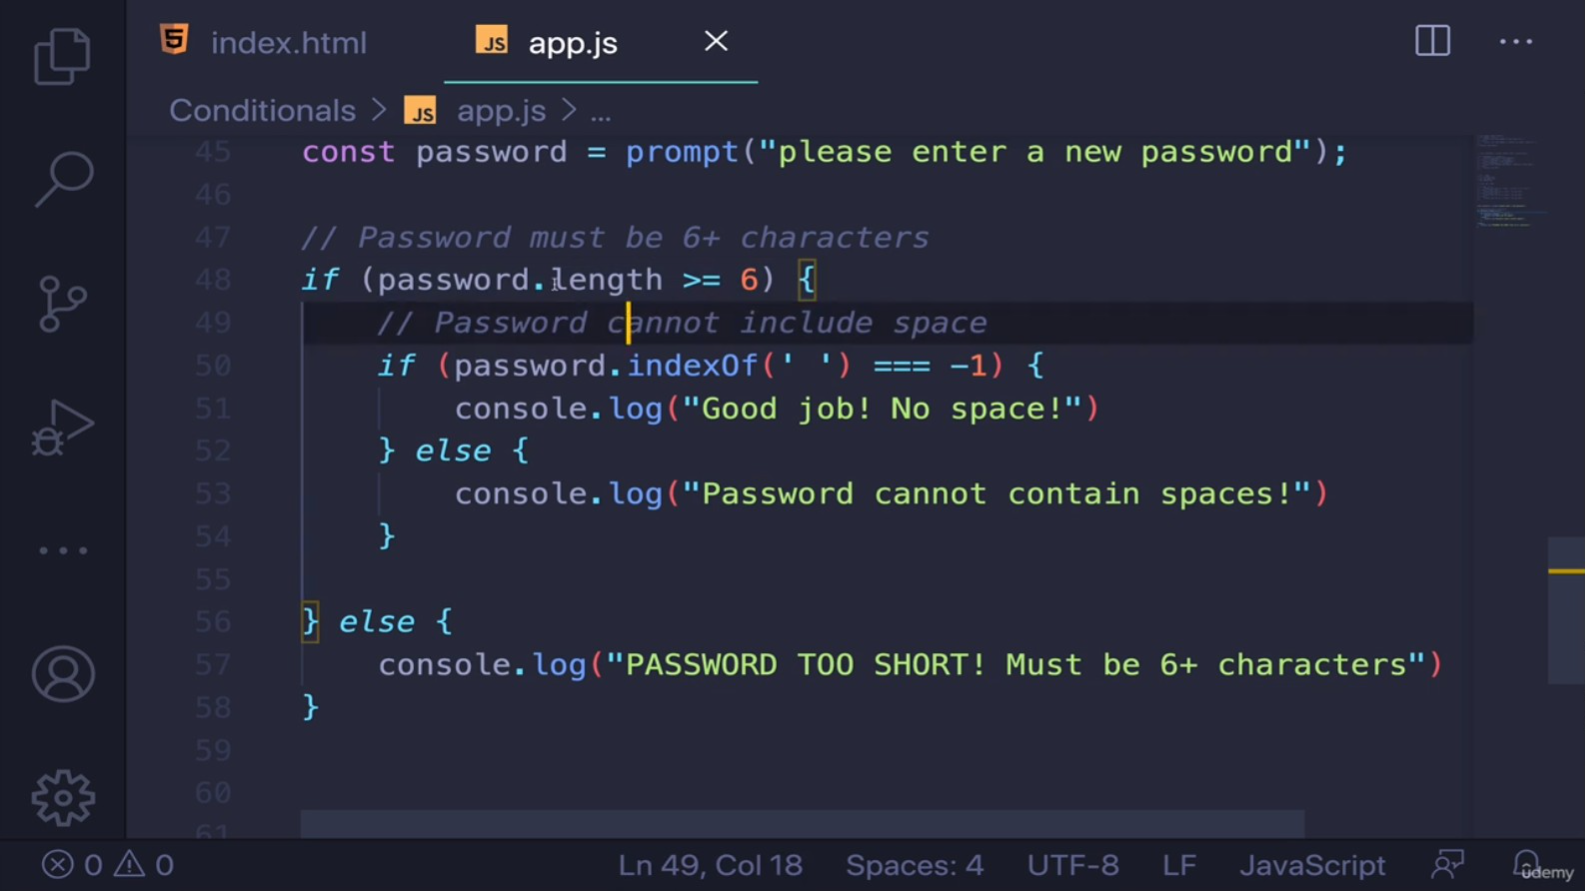 index.html
JS app.js
Conditionals > JS app.js > ...
45 const password = prompt("please enter a new password");
46
47 // Password must be 6+ characters
48 if (password.length >= 6) {
49 // Password cannot include space
50 if (password.indexOf(' ') === -1) {
51 console.log("Good job! No space!")
52 } else {
53 console.log("Password cannot contain spaces!")
54 }
55
56 } else {
57 console.log("PASSWORD TOO SHORT! Must be 6+ characters")
58 }
59
60
61
0 0 Ln 49, Col 18 Spaces: 4 UTF-8 LF JavaScript
udemy